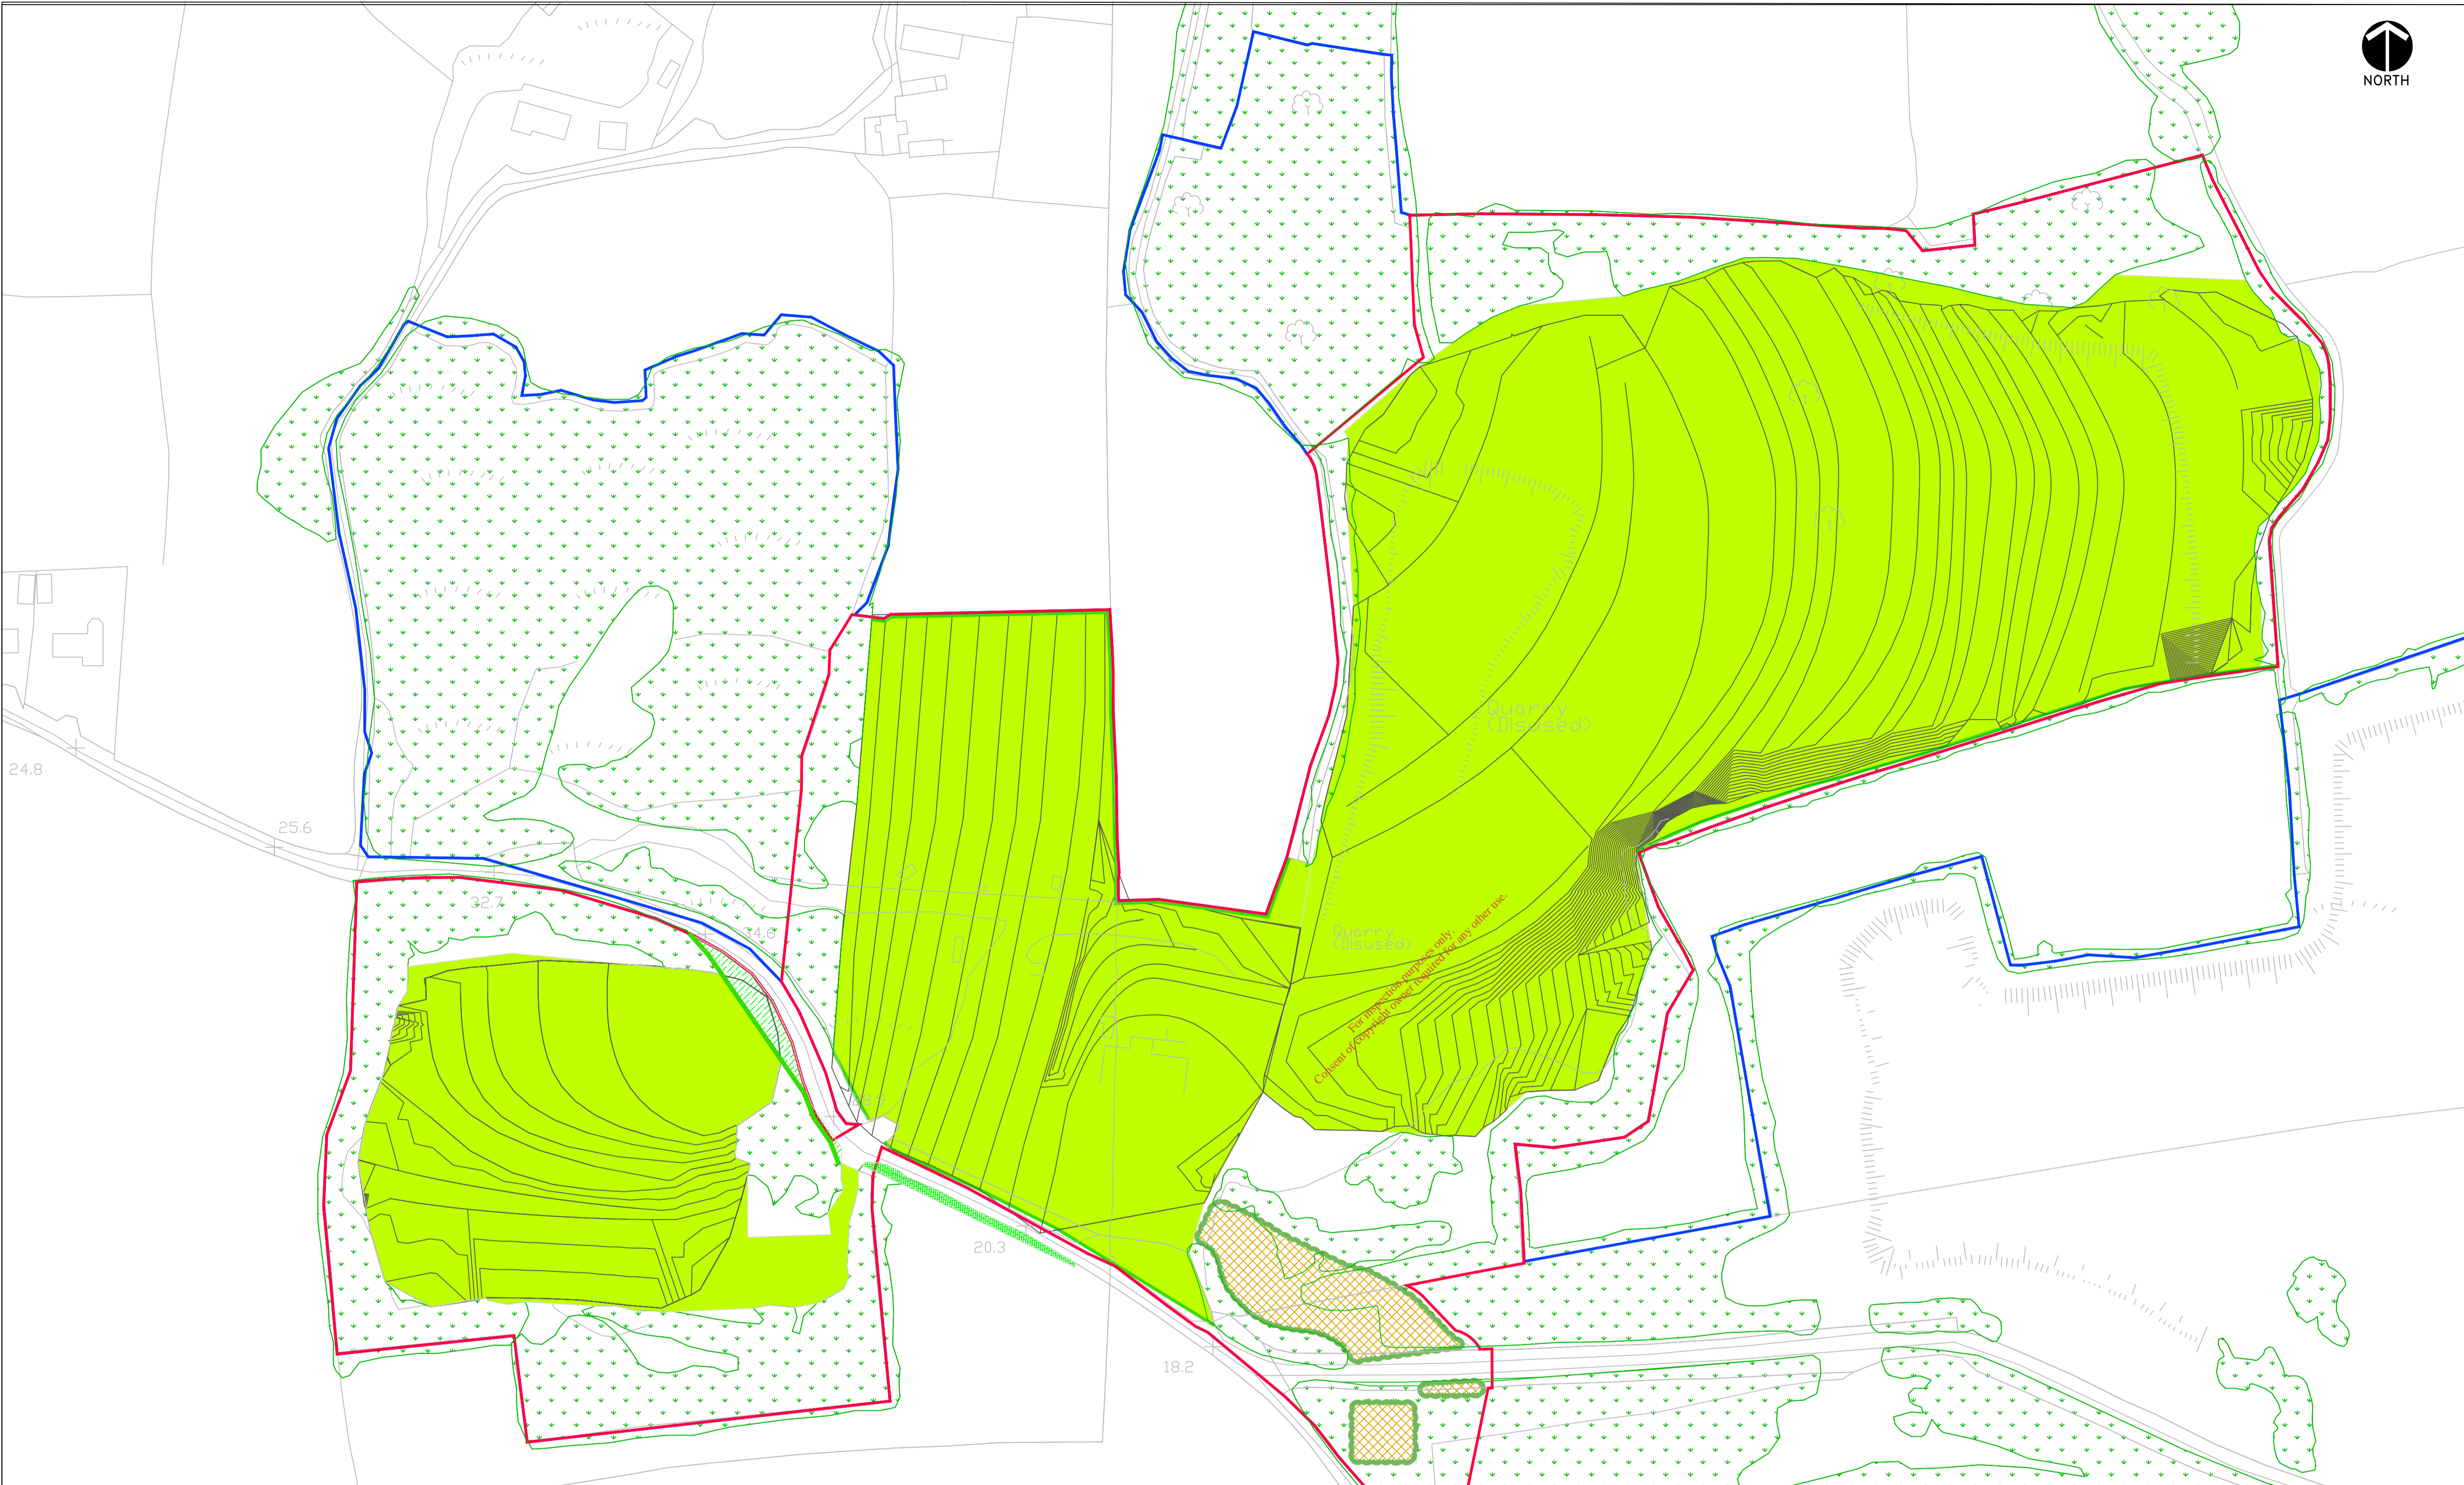 NORTH
Quarry
(Disused)
24.8
25.6
32.7
34.6
Quarry
(Disused)
For inspection purposes only.
Consent of copyright owner required for any other use.
20.3
18.2